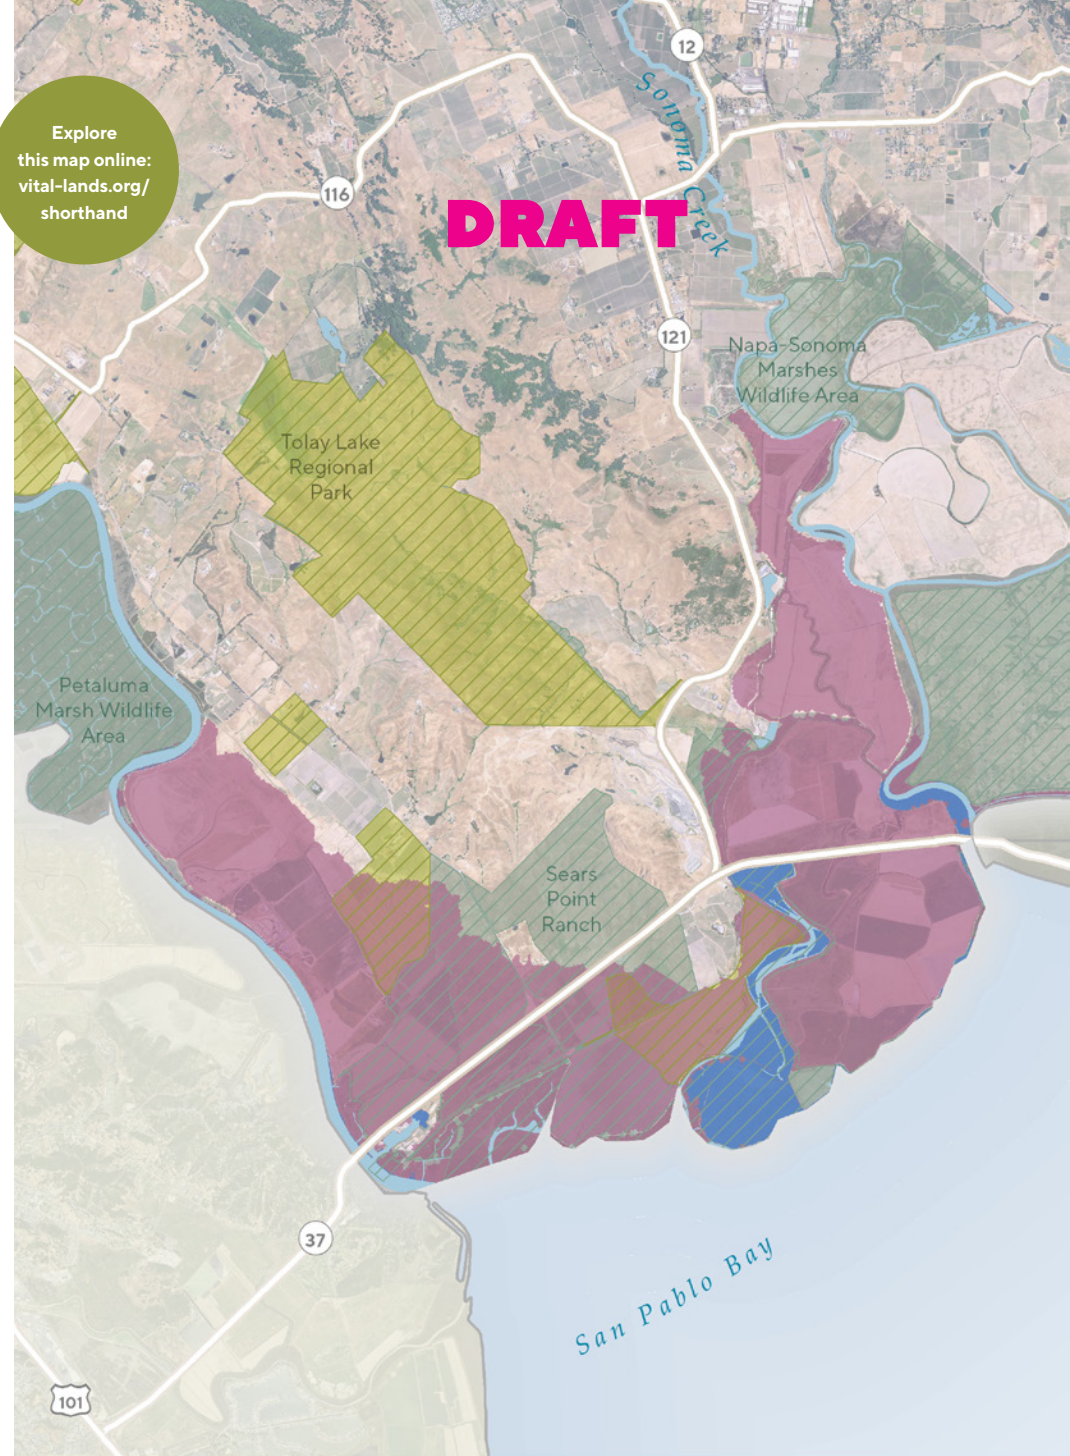 12
Sonoma Creek
Explore
this map online:
vital-lands.org/
shorthand
116
DRAFT
121
Napa-Sonoma
Marshes
Wildlife Area
Tolay Lake
Regional
Park
Petaluma
Marsh Wildlife
Area
Sears
Point
Ranch
37
San Pablo Bay
101